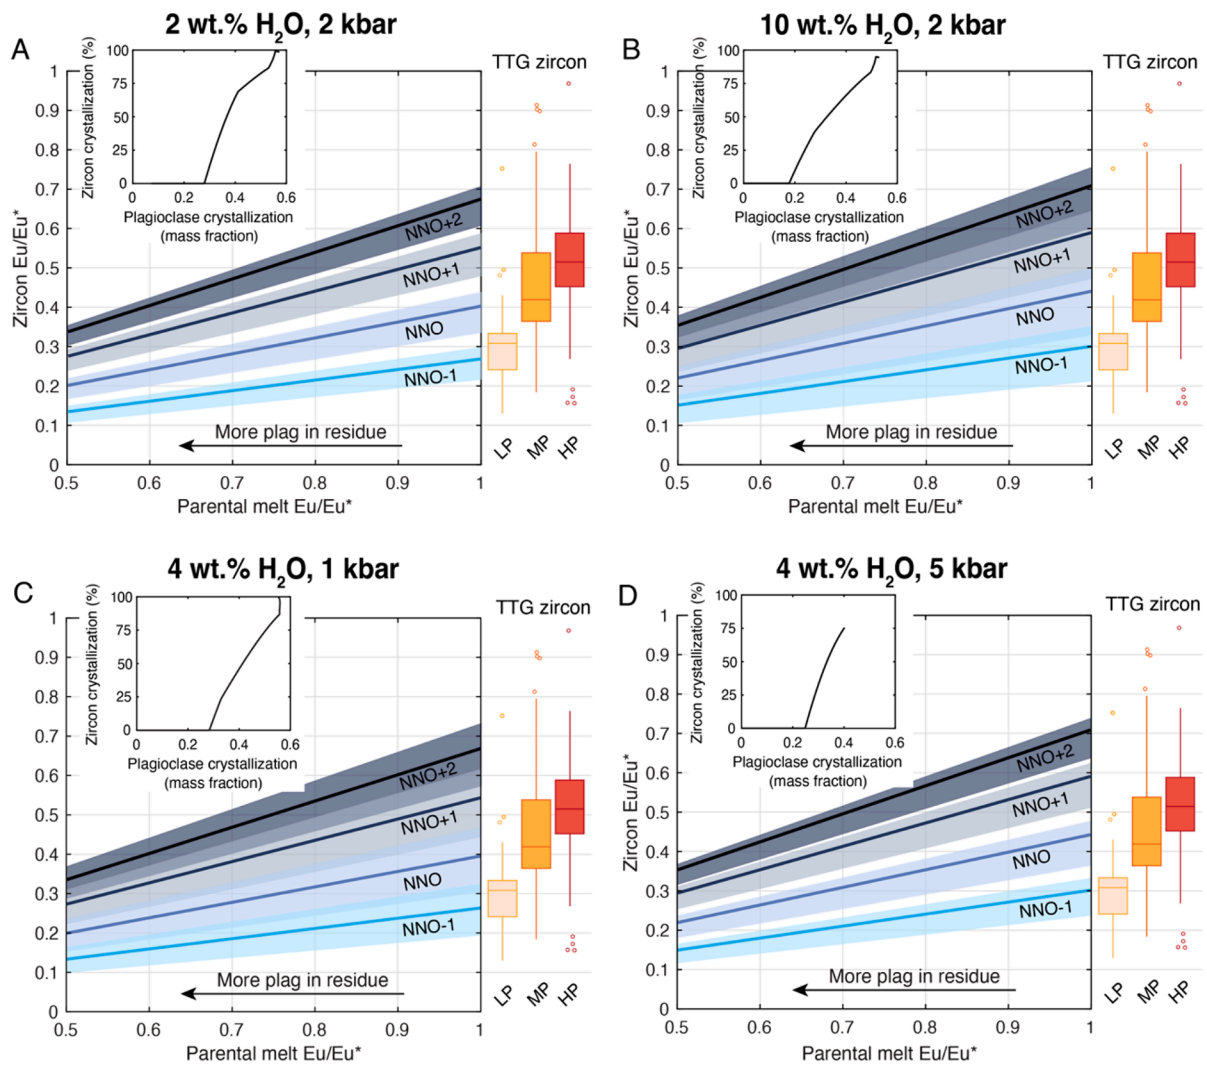 A
2 wt.% H2O, 2 kbar
Zircon Eu/Eu*
1
0.9
0.8
0.7
0.6
0.5
0.4
0.3
0.2
0.1
0
Zircon crystallization (%)
100
75
50
25
0
0
0.2
0.4
0.6
Plagioclase crystallization
(mass fraction)
TTG zircon
NNO+2
NNO+1
NNO
NNO-1
More plag in residue
LP
MP
HP
0.5
0.6
0.7
0.8
0.9
1
Parental melt Eu/Eu*
B
10 wt.% H2O, 2 kbar
Zircon Eu/Eu*
1
0.9
0.8
0.7
0.6
0.5
0.4
0.3
0.2
0.1
0
Zircon crystallization (%)
100
75
50
25
0
0
0.2
0.4
0.6
Plagioclase crystallization
(mass fraction)
TTG zircon
NNO+2
NNO+1
NNO
NNO-1
More plag in residue
LP
MP
HP
0.5
0.6
0.7
0.8
0.9
1
Parental melt Eu/Eu*
C
4 wt.% H2O, 1 kbar
Zircon Eu/Eu*
1
0.9
0.8
0.7
0.6
0.5
0.4
0.3
0.2
0.1
0
Zircon crystallization (%)
100
75
50
25
0
0
0.2
0.4
0.6
Plagioclase crystallization
(mass fraction)
TTG zircon
NNO+2
NNO+1
NNO
NNO-1
More plag in residue
LP
MP
HP
0.5
0.6
0.7
0.8
0.9
1
Parental melt Eu/Eu*
D
4 wt.% H2O, 5 kbar
Zircon Eu/Eu*
1
0.9
0.8
0.7
0.6
0.5
0.4
0.3
0.2
0.1
0
Zircon crystallization (%)
100
75
50
25
0
0
0.2
0.4
0.6
Plagioclase crystallization
(mass fraction)
TTG zircon
NNO+2
NNO+1
NNO
NNO-1
More plag in residue
LP
MP
HP
0.5
0.6
0.7
0.8
0.9
1
Parental melt Eu/Eu*